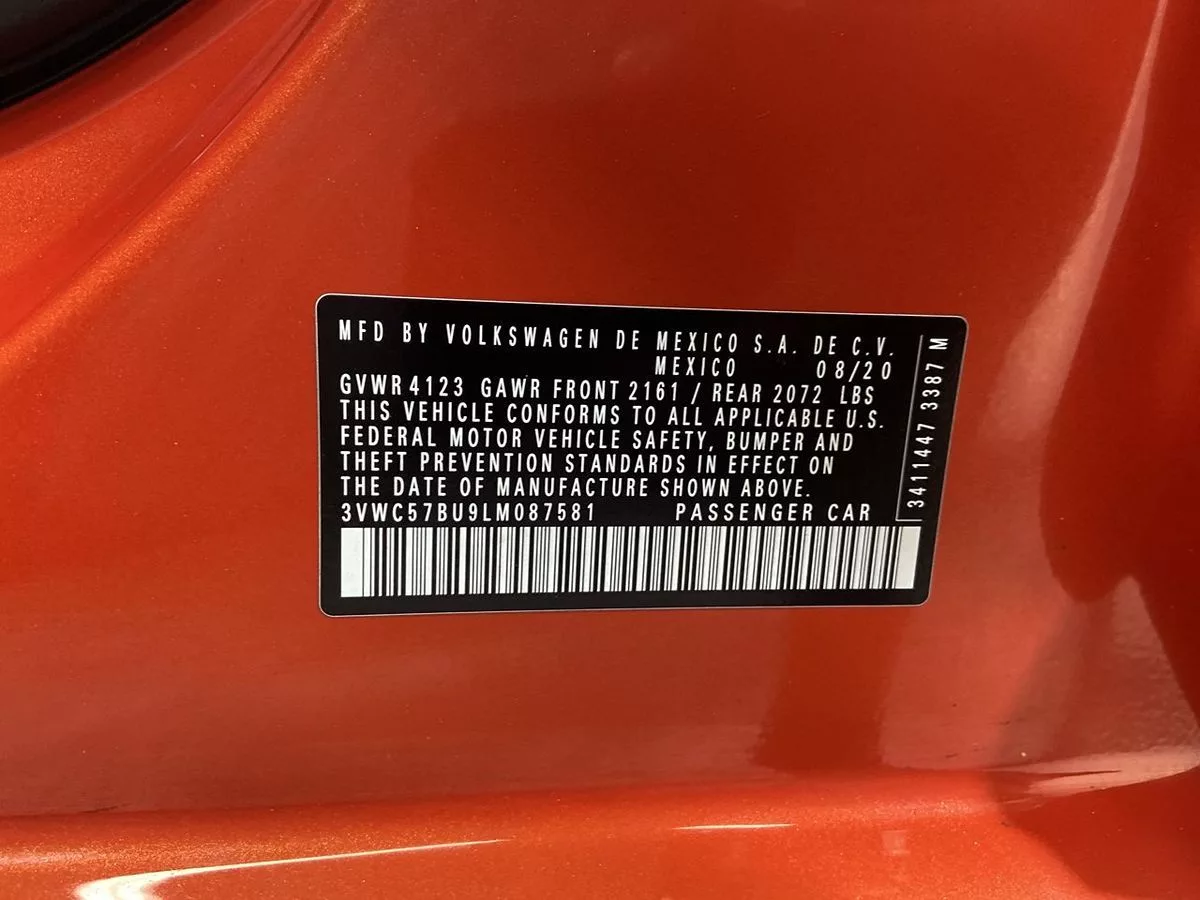 MFD BY VOLKSWAGEN DE MEXICO S.A. DE C.V.
MEXICO 08/20
GVWR 4123 GAWR FRONT 2161 / REAR 2072 LBS
THIS VEHICLE CONFORMS TO ALL APPLICABLE U.S.
FEDERAL MOTOR VEHICLE SAFETY, BUMPER AND
THEFT PREVENTION STANDARDS IN EFFECT ON
THE DATE OF MANUFACTURE SHOWN ABOVE.
3VWC57BU9LM087581 PASSENGER CAR
3411447 3387 M